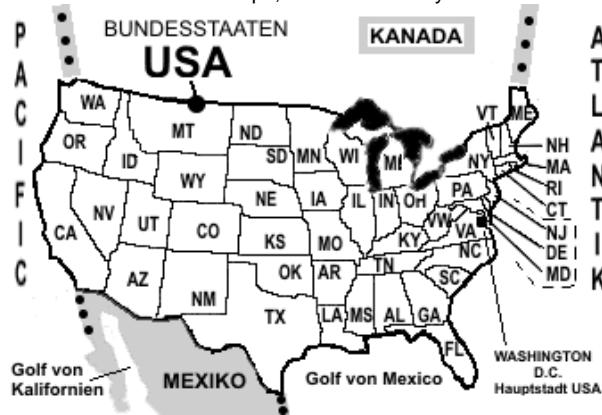 BUNDESSTAATEN
USA
KANADA
PACIFIC
ATLANTIK
WA
OR
CA
NV
ID
MT
WY
UT
AZ
CO
NM
ND
SD
NE
KS
OK
TX
MN
IA
MO
AR
LA
WI
IL
MI
IN
OH
KY
TN
MS
AL
GA
FL
SC
NC
VA
VW
PA
NY
VT
ME
NH
MA
RI
CT
NJ
DE
MD
WASHINGTON
D.C.
Hauptstadt USA
Golf von
Kalifornien
MEXIKO
Golf von Mexico